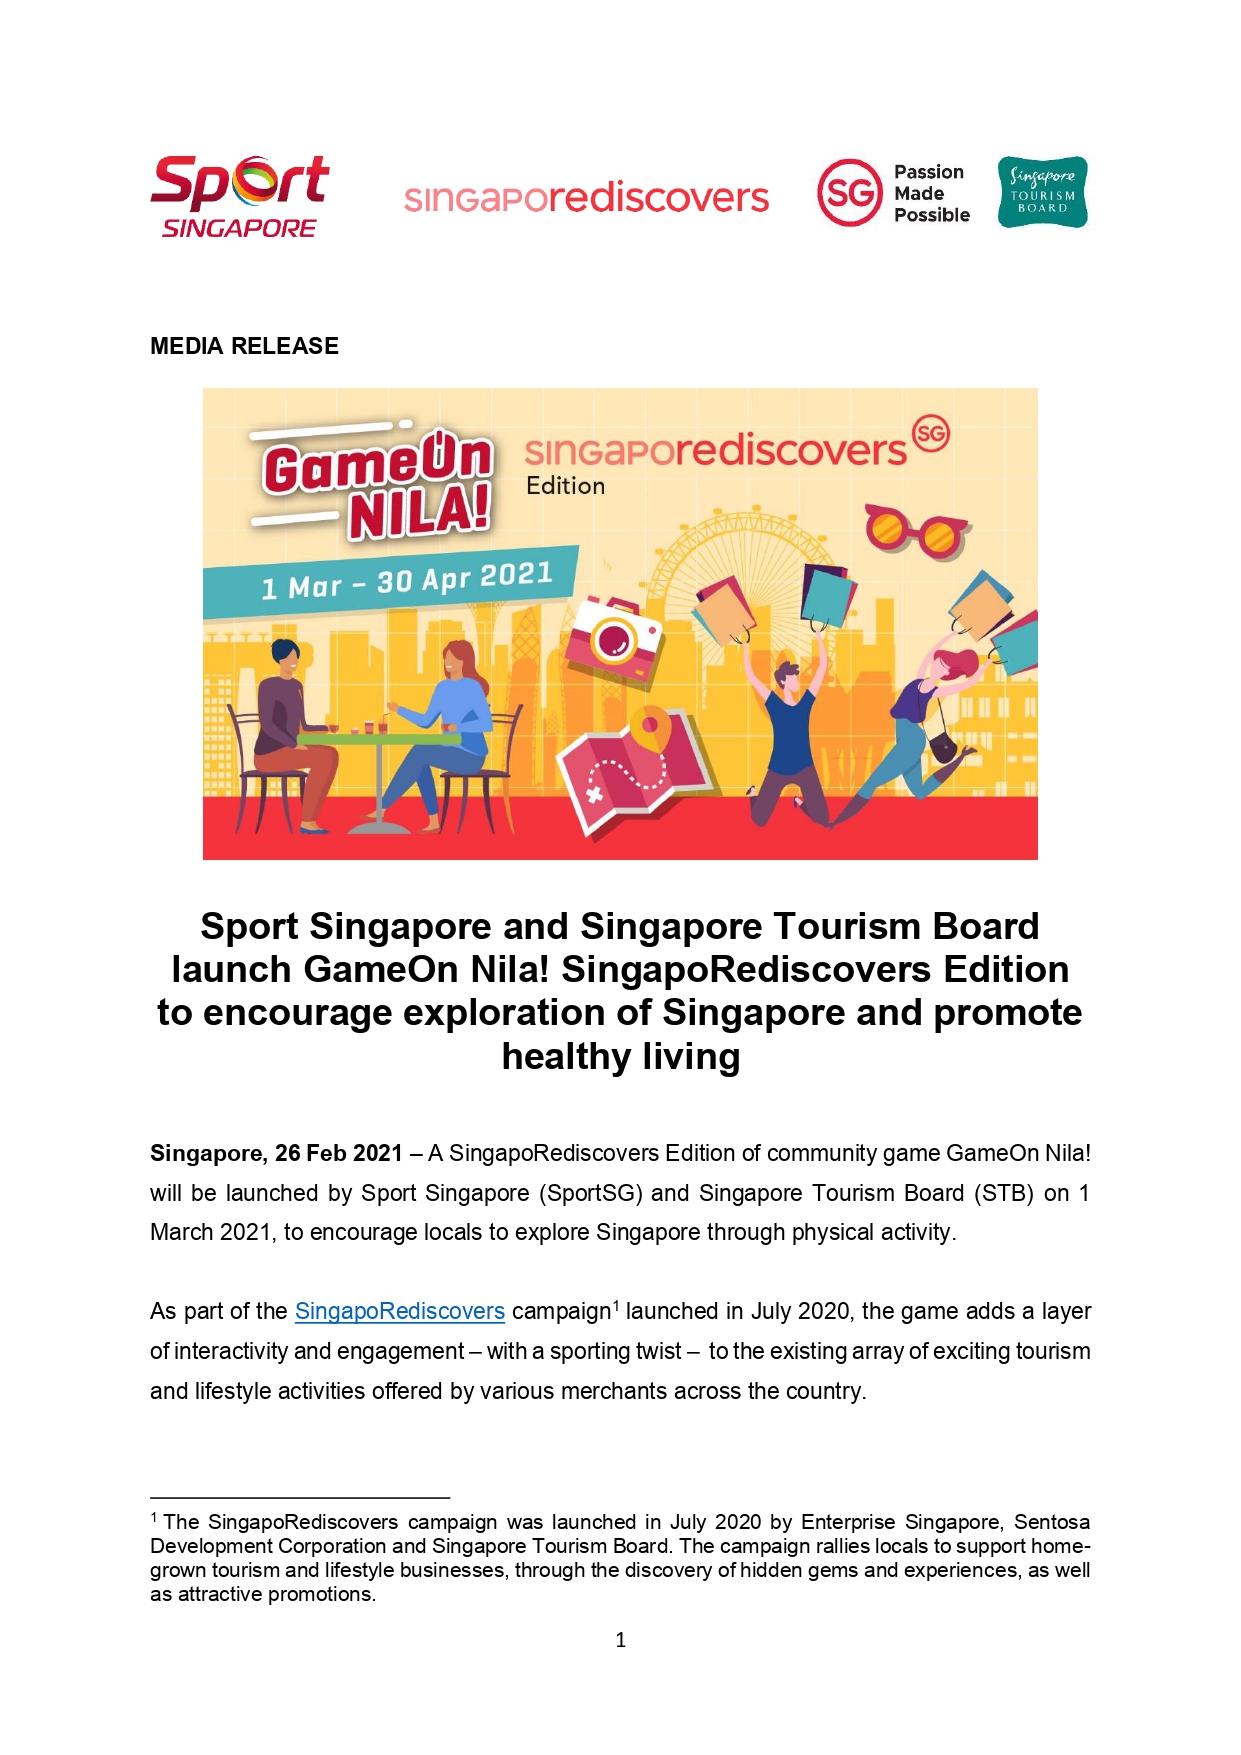 Sport
SINGAPORE
singaporediscovers
SG
Passion
Made
Possible
Singapore
TOURISM
BOARD
MEDIA RELEASE
GameOn
NILA!
singaporediscovers SG
Edition
1 Mar – 30 Apr 2021
Sport Singapore and Singapore Tourism Board
launch GameOn Nila! SingapoRediscovers Edition
to encourage exploration of Singapore and promote
healthy living
Singapore, 26 Feb 2021 – A SingapoRediscovers Edition of community game GameOn Nila!
will be launched by Sport Singapore (SportSG) and Singapore Tourism Board (STB) on 1
March 2021, to encourage locals to explore Singapore through physical activity.
As part of the SingapoRediscovers campaign1 launched in July 2020, the game adds a layer
of interactivity and engagement – with a sporting twist – to the existing array of exciting tourism
and lifestyle activities offered by various merchants across the country.
1 The SingapoRediscovers campaign was launched in July 2020 by Enterprise Singapore, Sentosa
Development Corporation and Singapore Tourism Board. The campaign rallies locals to support home-
grown tourism and lifestyle businesses, through the discovery of hidden gems and experiences, as well
as attractive promotions.
1